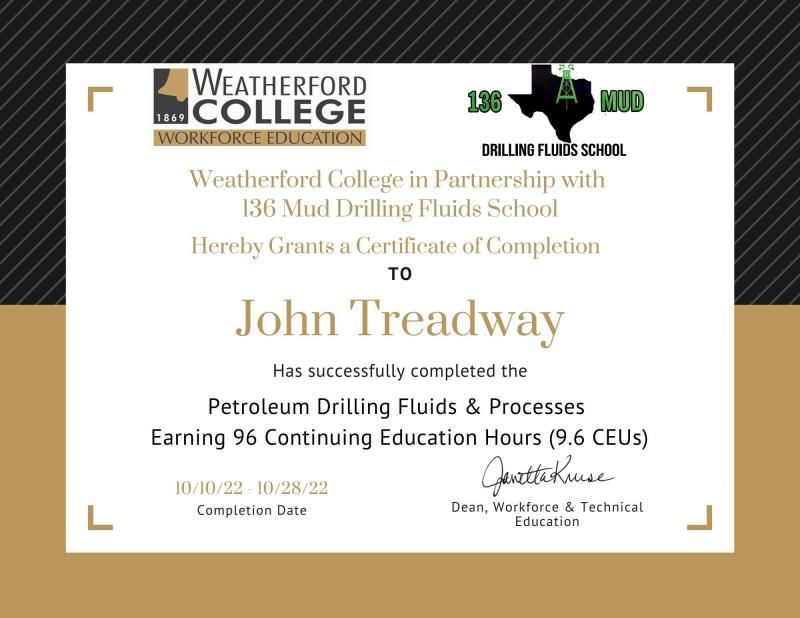 WEATHERFORD
COLLEGE
1869
WORKFORCE EDUCATION
136 MUD
DRILLING FLUIDS SCHOOL
Weatherford College in Partnership with
136 Mud Drilling Fluids School
Hereby Grants a Certificate of Completion
TO
John Treadway
Has successfully completed the
Petroleum Drilling Fluids & Processes
Earning 96 Continuing Education Hours (9.6 CEUs)
JanettaKruse
10/10/22 - 10/28/22
Completion Date
Dean, Workforce & Technical
Education